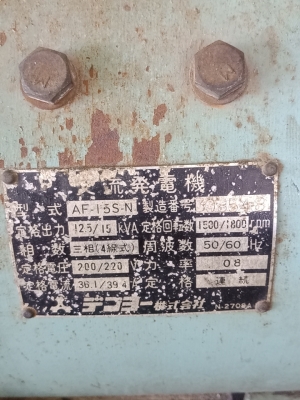 流発電機
型式 AF-15S-N 製造番号
定格出力 12.5/15 kVA 定格回転 1500/1800 rpm
相数 三相(4線式) 周波数 50/60 Hz
定格電圧 200/220 V 力率 0.8
定格電流 36.1/39.4 定格 連続
デンヨー株式会社